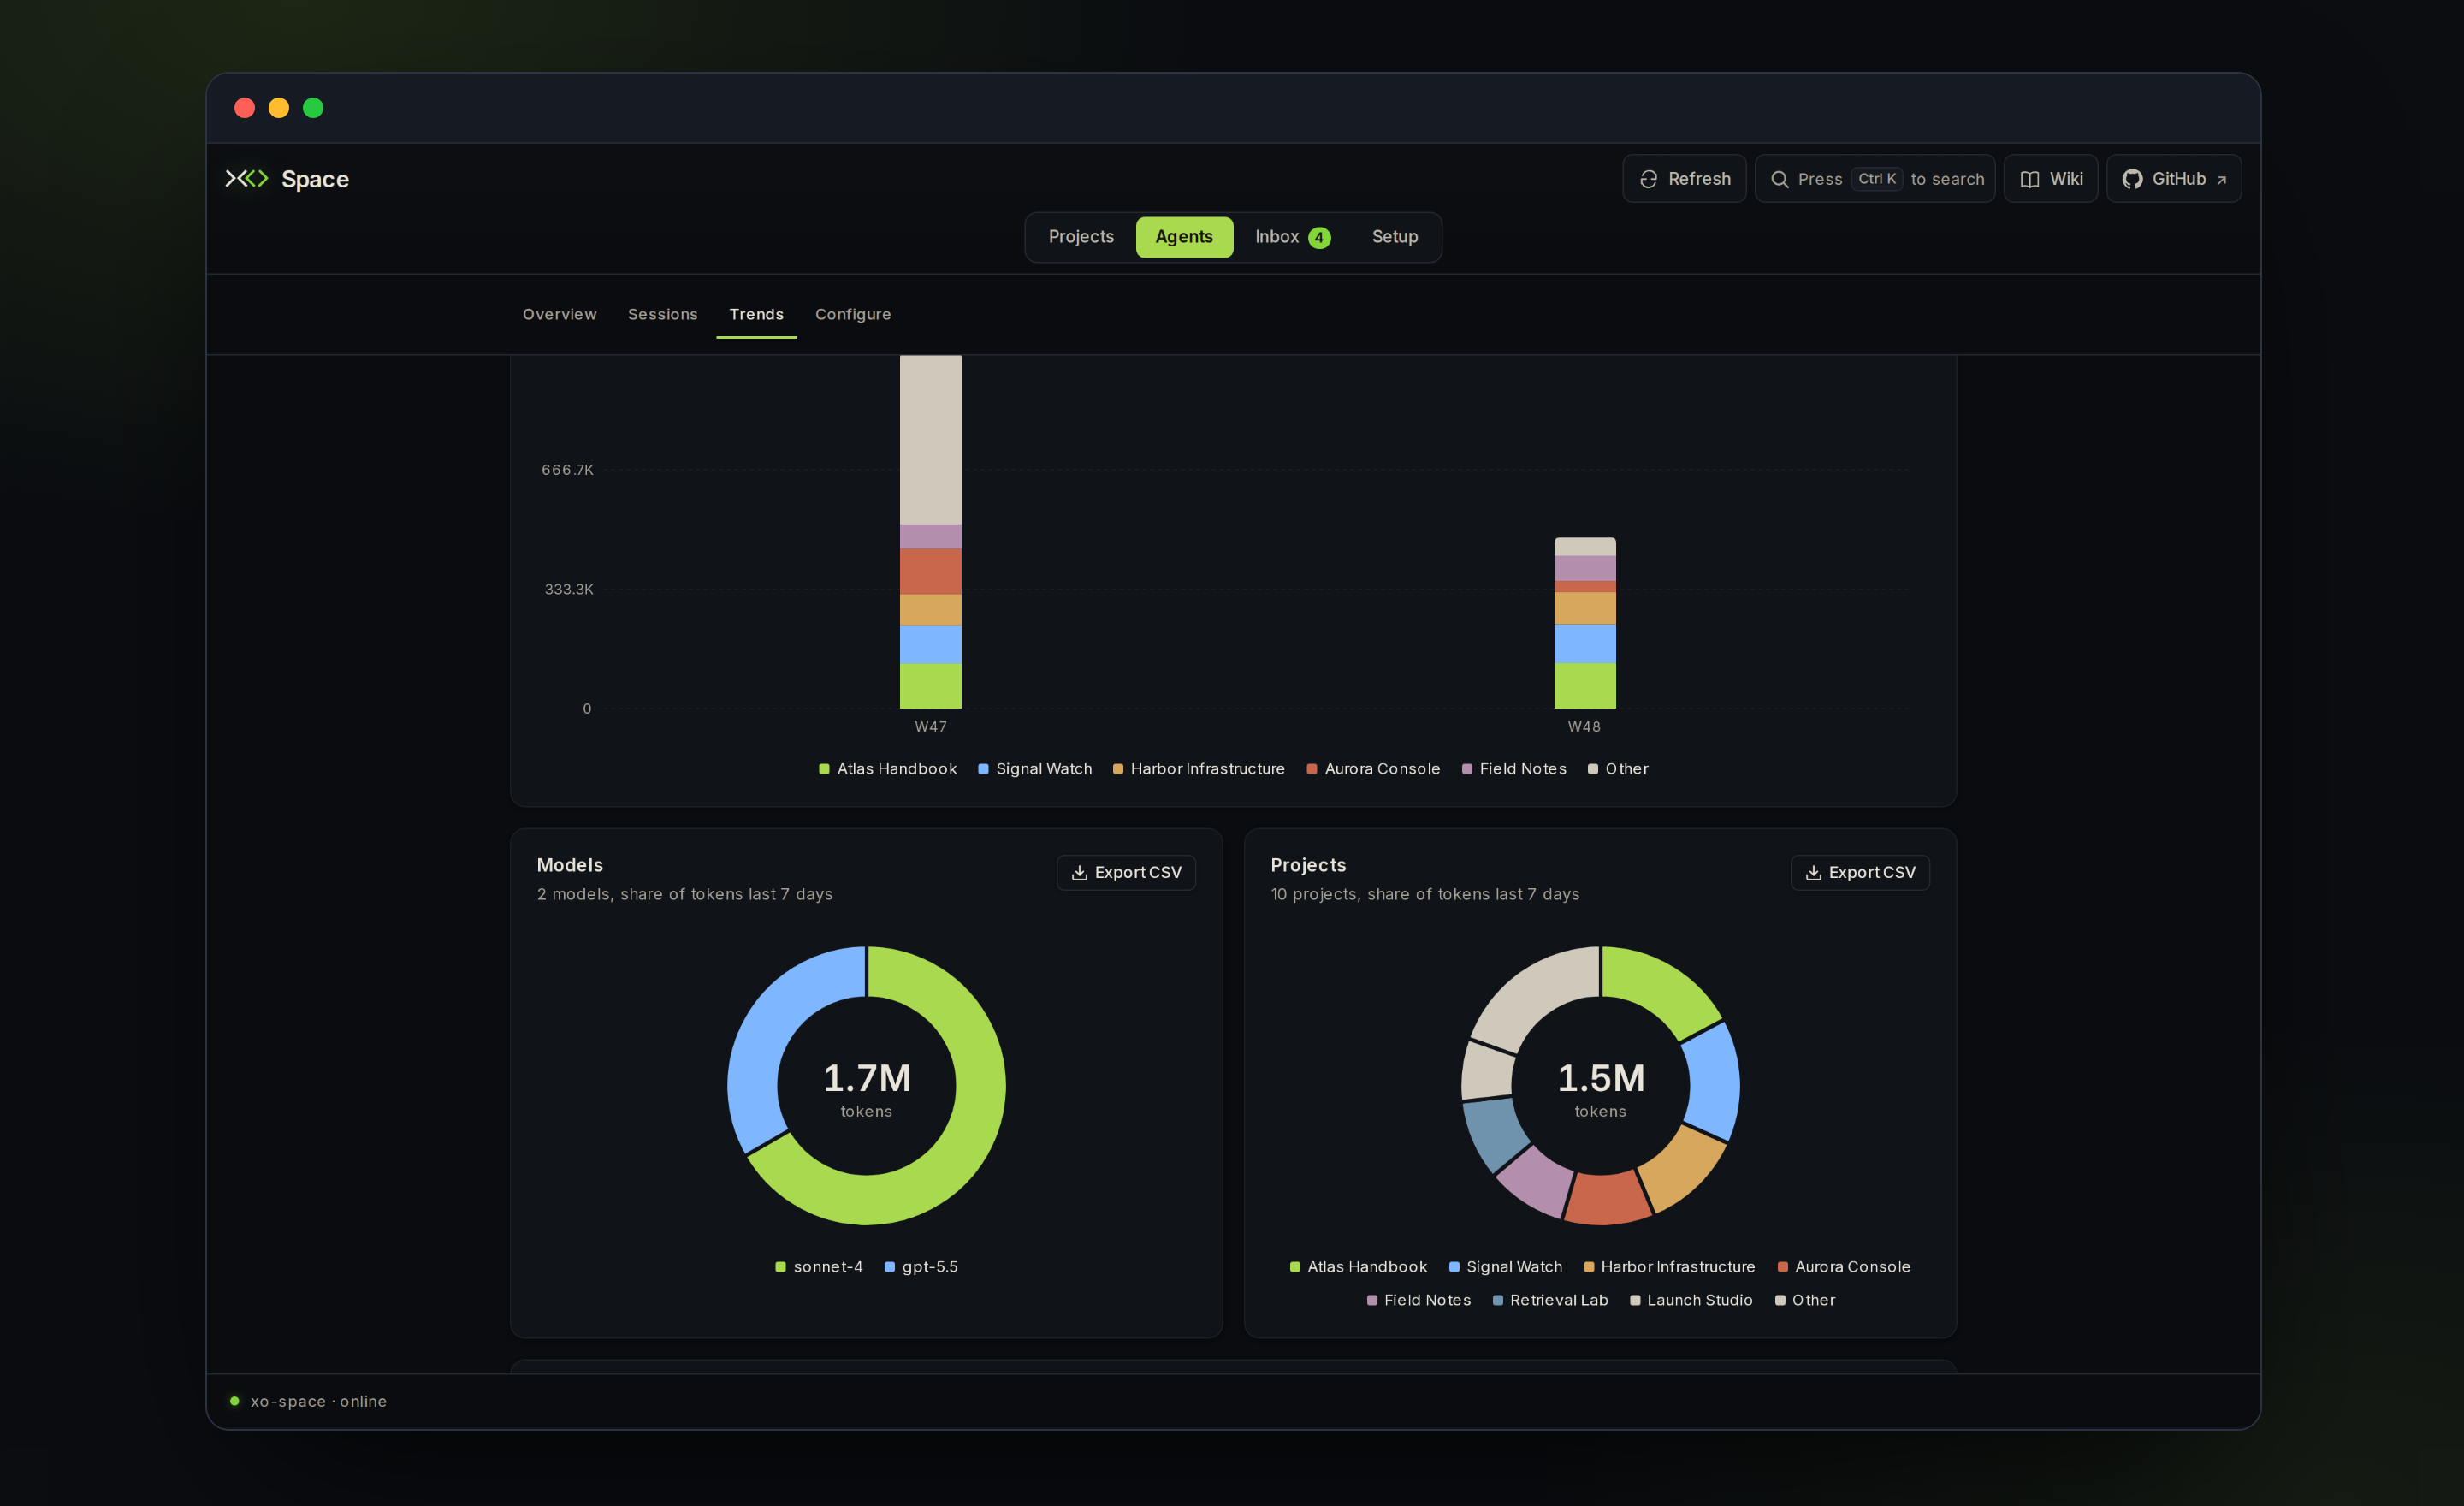 Space
Refresh
Press Ctrl K to search
Wiki
GitHub
Projects Agents Inbox 4 Setup
Overview Sessions Trends Configure
666.7K
333.3K
0
W47 W48
Atlas Handbook Signal Watch Harbor Infrastructure Aurora Console Field Notes Other
Models
Export CSV
2 models, share of tokens last 7 days
1.7M
tokens
sonnet-4 gpt-5.5
Projects
Export CSV
10 projects, share of tokens last 7 days
1.5M
tokens
Atlas Handbook Signal Watch Harbor Infrastructure Aurora Console
Field Notes Retrieval Lab Launch Studio Other
xo-space · online